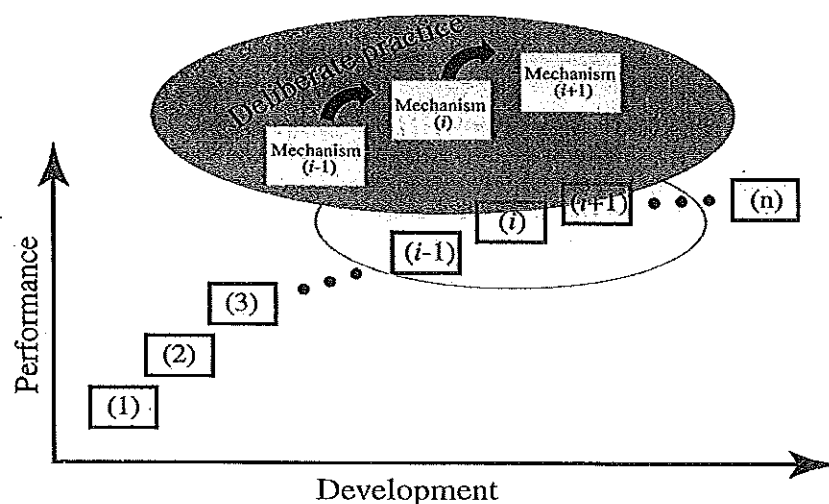 Deliberate practice
Mechanism
(i+1)
Mechanism
(i)
Mechanism
(i-1)
(n)
(i+1)
(i)
(i-1)
(3)
(2)
(1)
Performance
Development